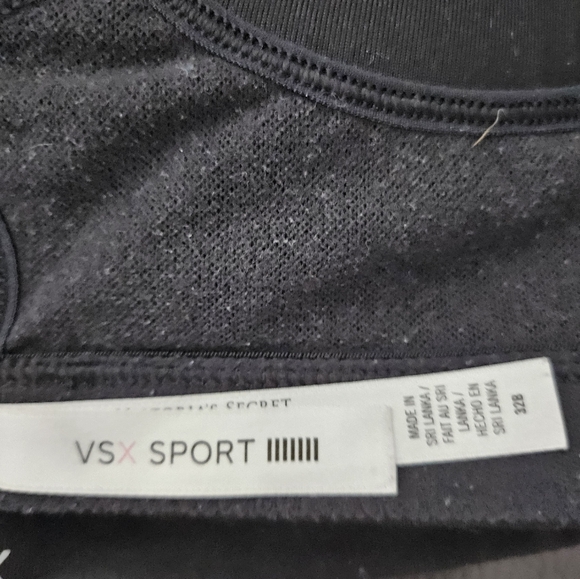 VSX SPORT
MADE IN
SRI LANKA /
FAIT AU SRI
LANKA /
HECHO EN
SRI LANKA
32B